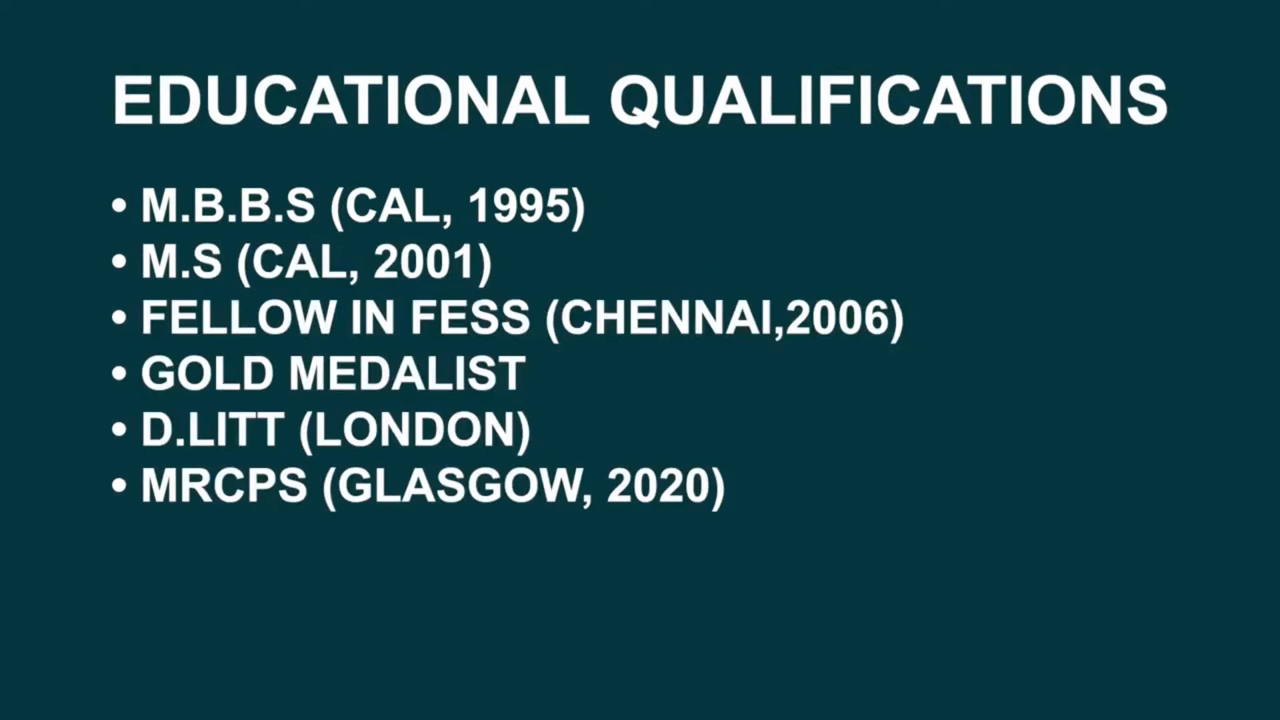 EDUCATIONAL QUALIFICATIONS
• M.B.B.S (CAL, 1995)
• M.S (CAL, 2001)
• FELLOW IN FESS (CHENNAI,2006)
• GOLD MEDALIST
• D.LITT (LONDON)
• MRCPS (GLASGOW, 2020)